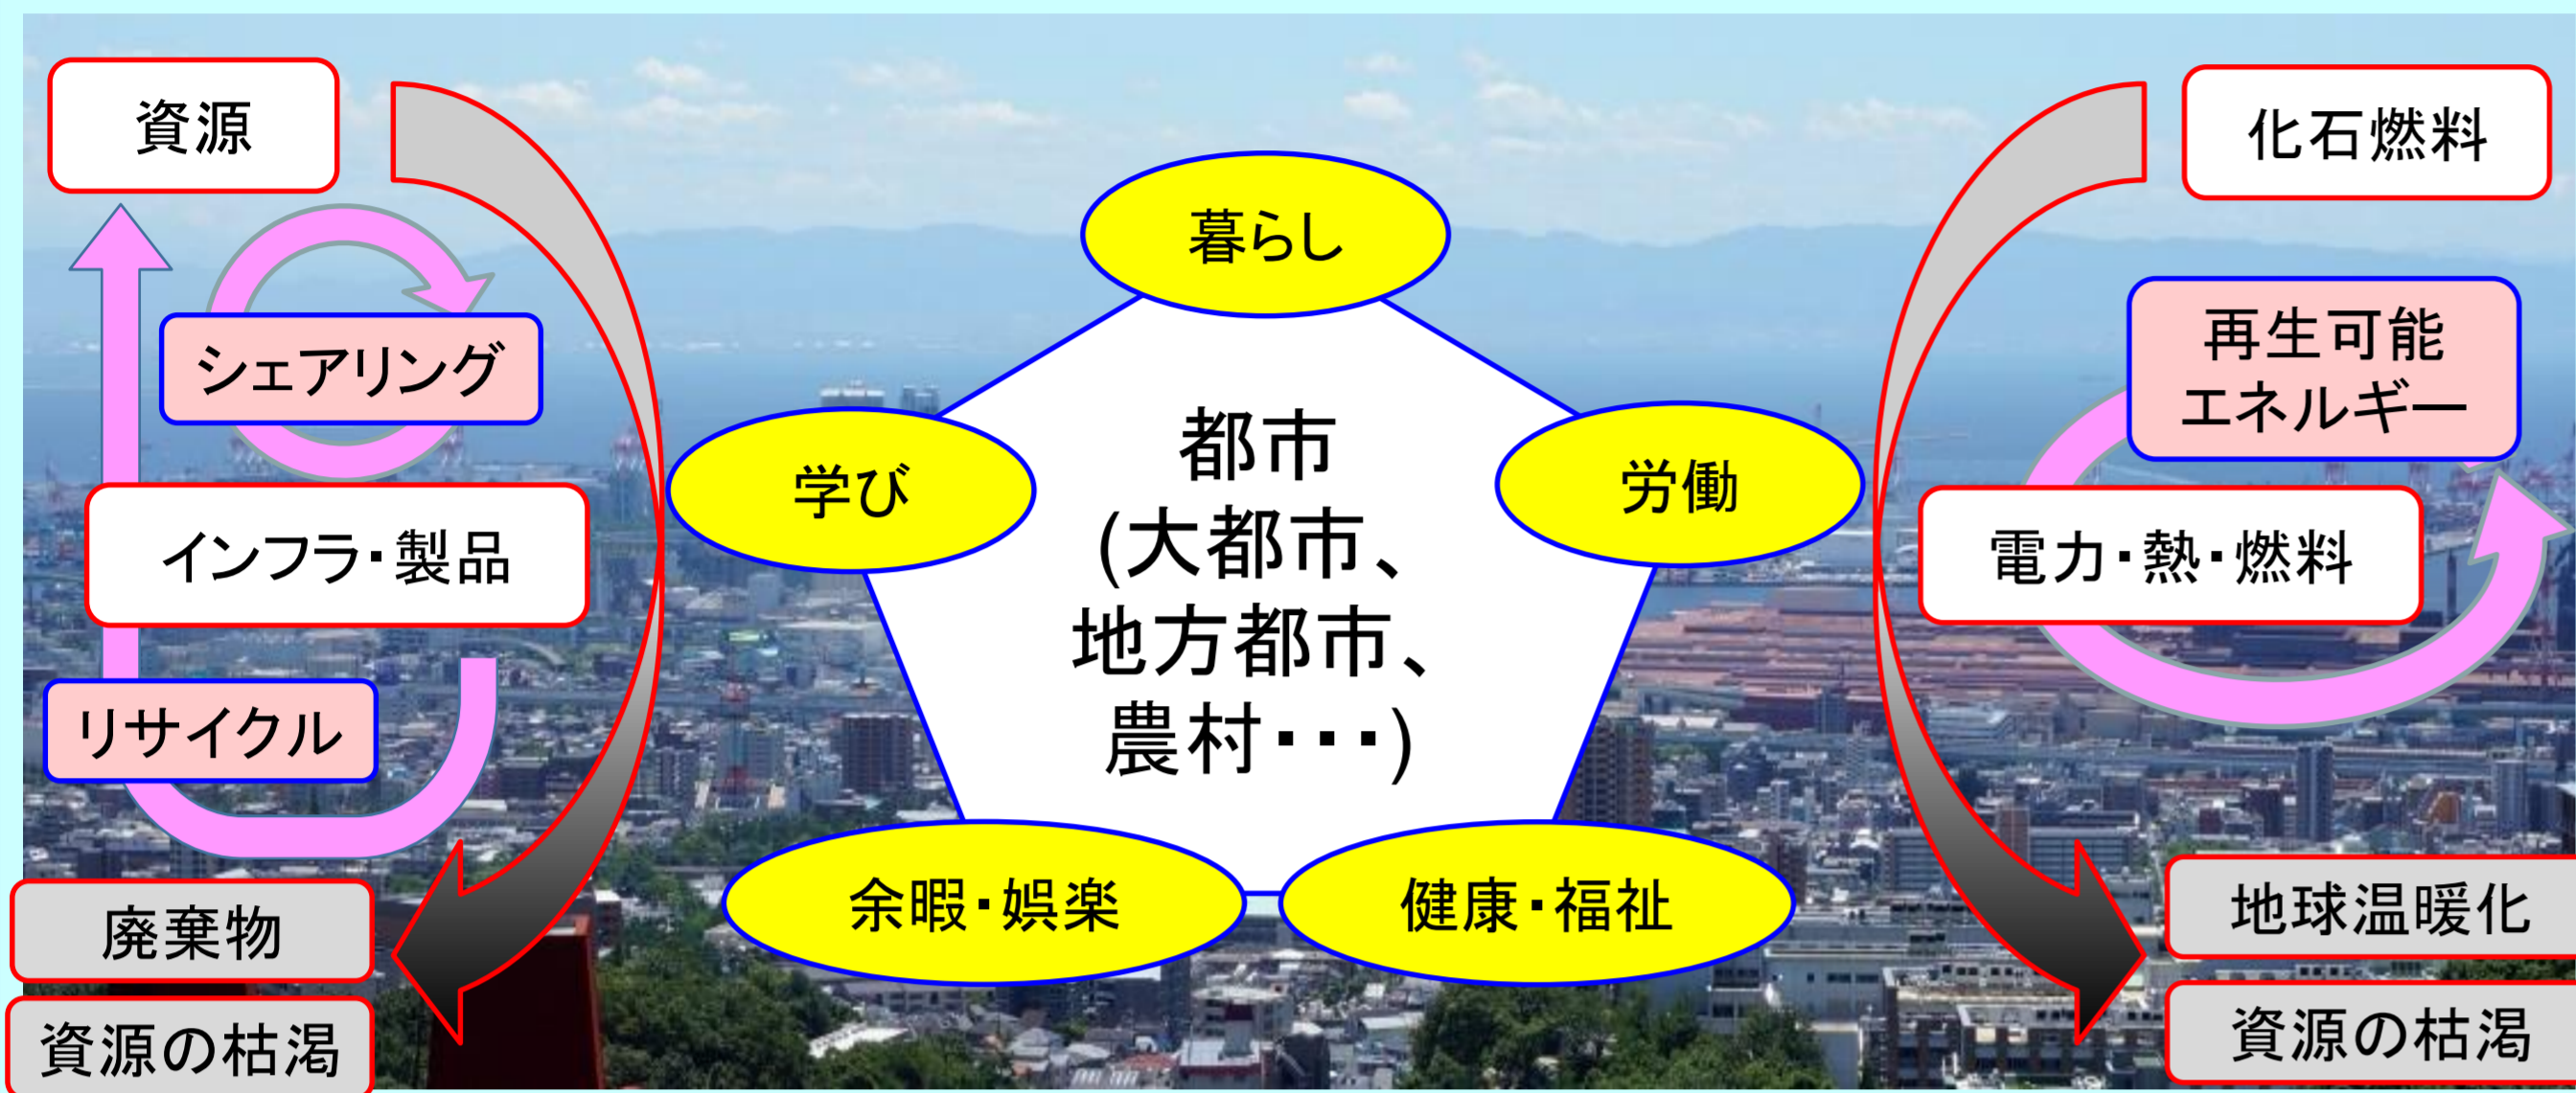 資源
シェアリング
インフラ・製品
リサイクル
廃棄物
資源の枯渇
暮らし
学び
労働
都市
(大都市、
地方都市、
農村・・・)
余暇・娯楽
健康・福祉
化石燃料
再生可能
エネルギー
電力・熱・燃料
地球温暖化
資源の枯渇